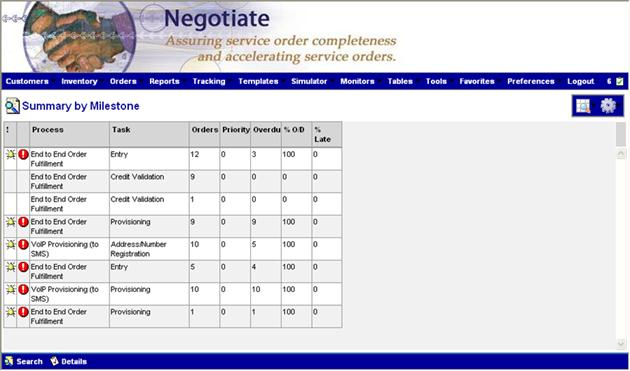 Negotiate
Assuring service order completeness
and accelerating service orders.
Customers Inventory Orders Reports Tracking Templates Simulator Monitors Tables Tools Favorites Preferences Logout 6
Summary by Milestone
! Process Task Orders Priority Overdu % O/D %
Late
End to End Order Entry 12 0 3 100 0
Fulfillment
End to End Order Credit Validation 9 0 0 0 0
Fulfillment
End to End Order Credit Validation 1 0 0 0 0
Fulfillment
End to End Order Provisioning 9 0 9 100 0
Fulfillment
VoIP Provisioning (to Address/Number 10 0 5 100 0
SMS) Registration
End to End Order Entry 5 0 4 100 0
Fulfillment
VoIP Provisioning (to Provisioning 10 0 10 100 0
SMS)
End to End Order Provisioning 1 0 1 100 0
Fulfillment
Search Details